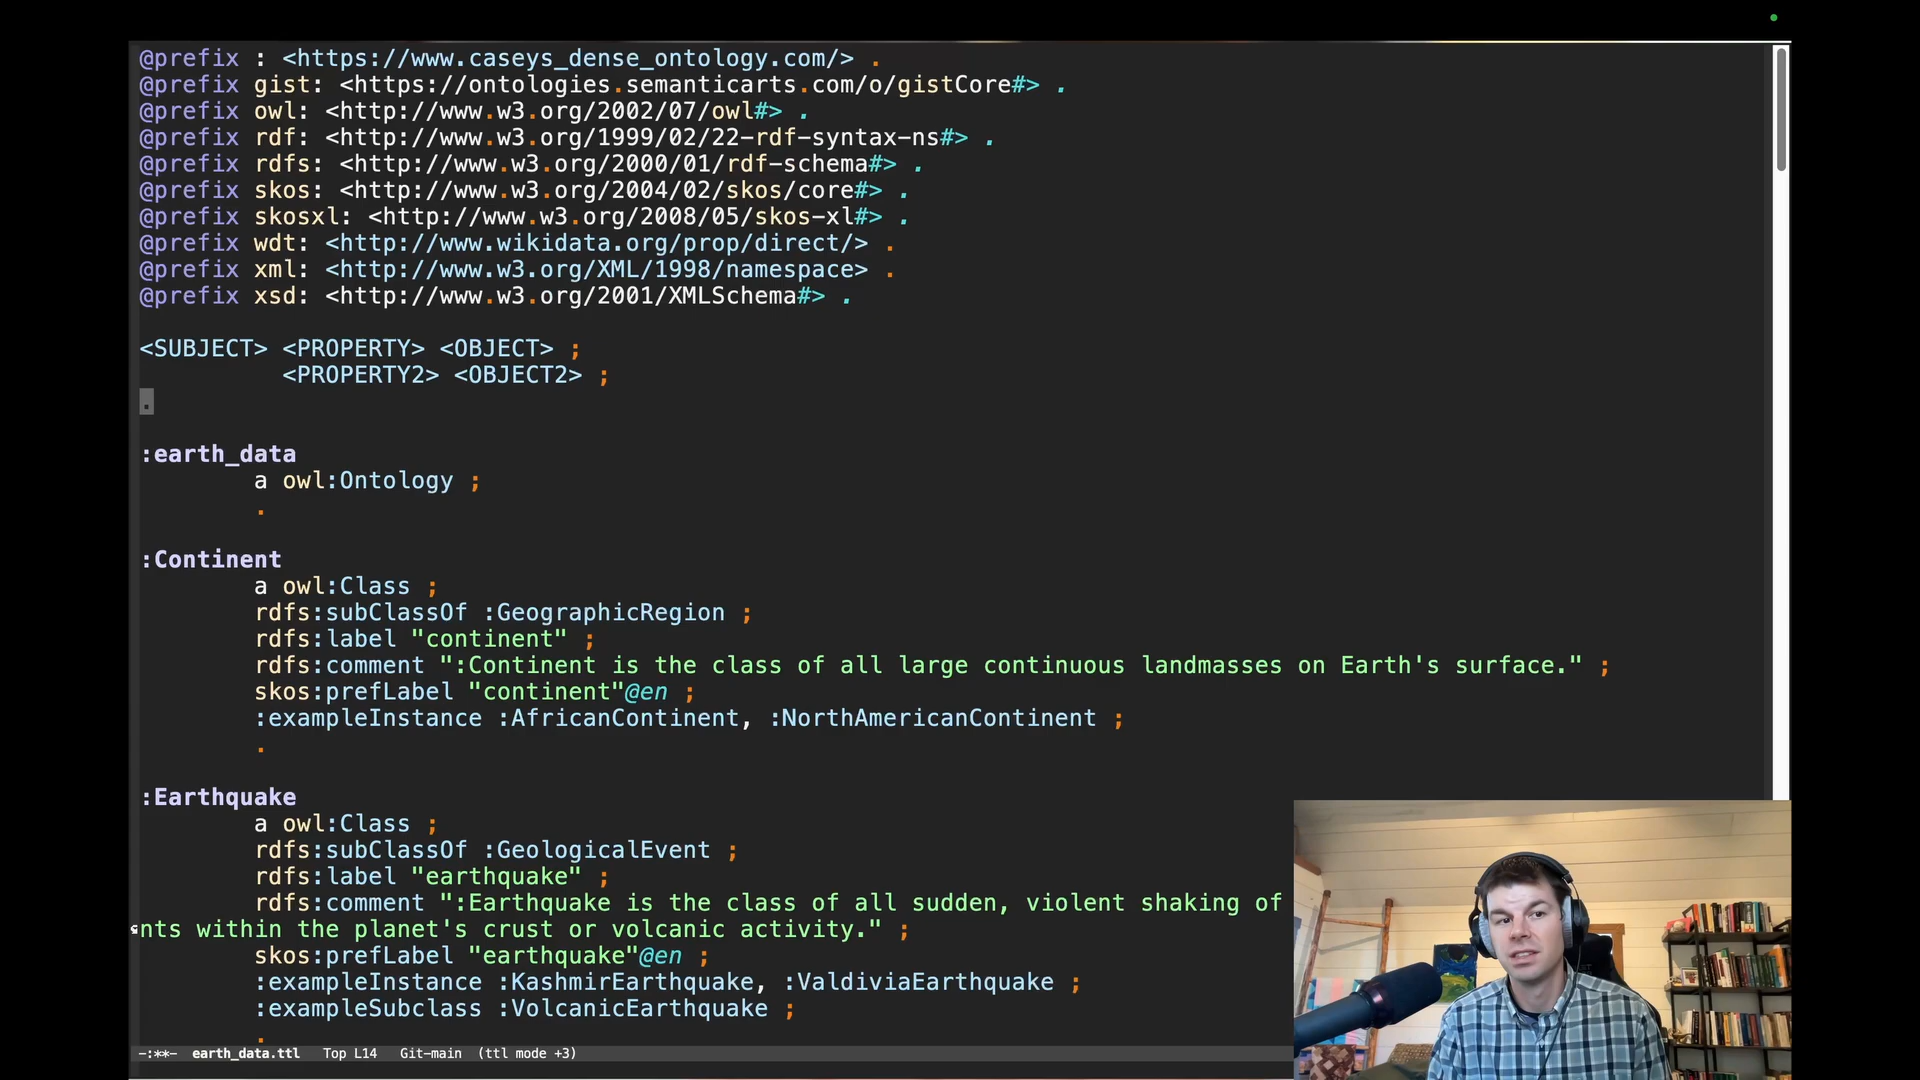 @prefix : <https://www.caseys_dense_ontology.com/> .
@prefix gist: <https://ontologies.semanticarts.com/o/gistCore#> .
@prefix owl: <http://www.w3.org/2002/07/owl#> .
@prefix rdf: <http://www.w3.org/1999/02/22-rdf-syntax-ns#> .
@prefix rdfs: <http://www.w3.org/2000/01/rdf-schema#> .
@prefix skos: <http://www.w3.org/2004/02/skos/core#> .
@prefix skosxl: <http://www.w3.org/2008/05/skos-xl#> .
@prefix wdt: <http://www.wikidata.org/prop/direct/> .
@prefix xml: <http://www.w3.org/XML/1998/namespace> .
@prefix xsd: <http://www.w3.org/2001/XMLSchema#> .
<SUBJECT> <PROPERTY> <OBJECT> ;
<PROPERTY2> <OBJECT2> ;
.
:earth_data
a owl:Ontology ;
.
:Continent
a owl:Class ;
rdfs:subClassOf :GeographicRegion ;
rdfs:label "continent" ;
rdfs:comment ":Continent is the class of all large continuous landmasses on Earth's surface." ;
skos:prefLabel "continent"@en ;
:exampleInstance :AfricanContinent, :NorthAmericanContinent ;
.
:Earthquake
a owl:Class ;
rdfs:subClassOf :GeologicalEvent ;
rdfs:label "earthquake" ;
rdfs:comment ":Earthquake is the class of all sudden, violent shaking of
nts within the planet's crust or volcanic activity." ;
skos:prefLabel "earthquake"@en ;
:exampleInstance :KashmirEarthquake, :ValdiviaEarthquake ;
:exampleSubclass :VolcanicEarthquake ;
.
-:**- earth_data.ttl Top L14 Git-main (ttl mode +3)